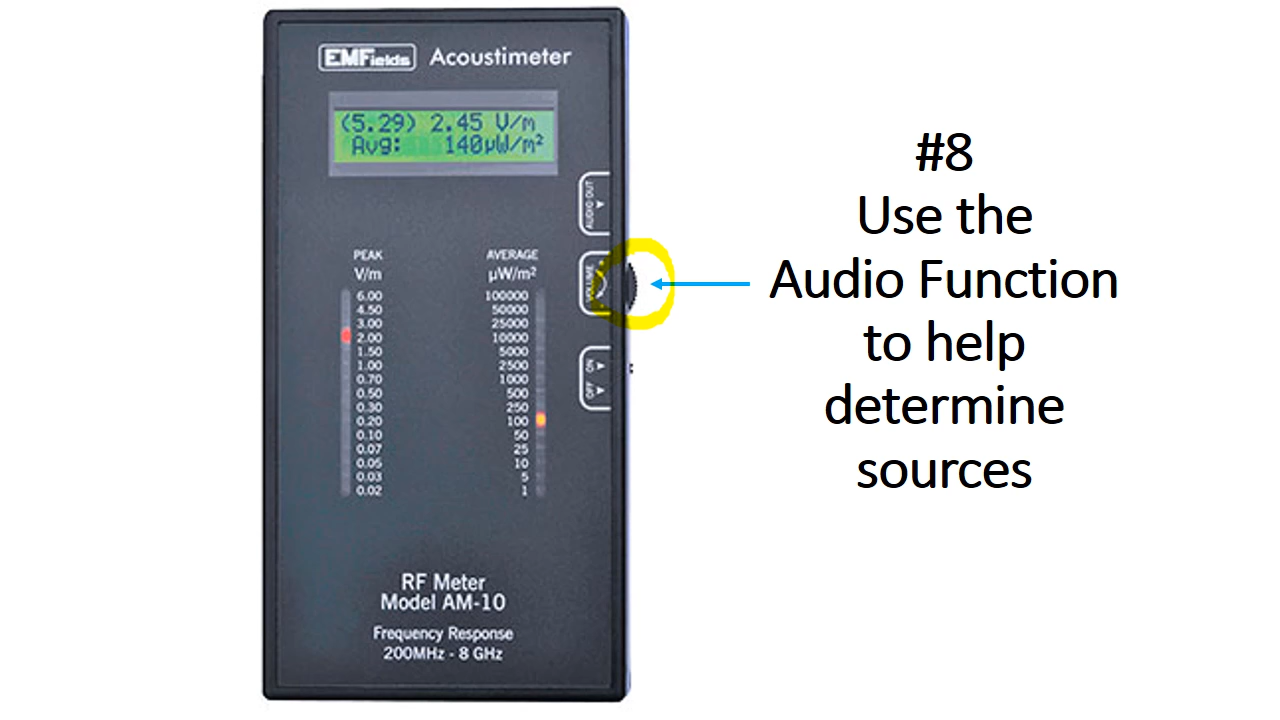 EMFields Acoustimeter
(5.29) 2.45 V/m
Avg: 140µW/m²
AUDIO OUT
VOLUME
ON
OFF
PEAK
V/m
6.00
4.50
3.00
2.00
1.50
1.00
0.70
0.50
0.30
0.20
0.10
0.07
0.05
0.03
0.02
AVERAGE
µW/m²
100000
50000
25000
10000
5000
2500
1000
500
250
100
50
25
10
5
1
RF Meter
Model AM-10
Frequency Response
200MHz - 8 GHz
#8
Use the
Audio Function
to help
determine
sources